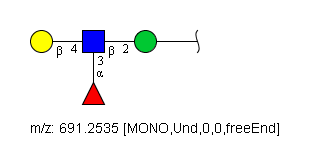 β 4 β 2
3
α
m/z: 691.2535 [MONO,Und,0,0,freeEnd]